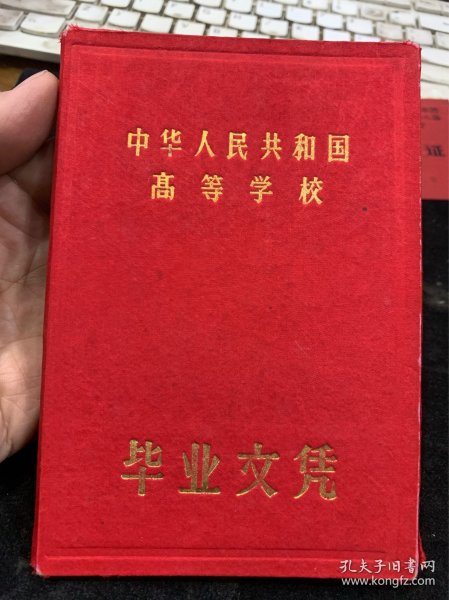 中华人民共和国
高等学校
毕业文凭
证
孔夫子旧书网
www.kongfz.com